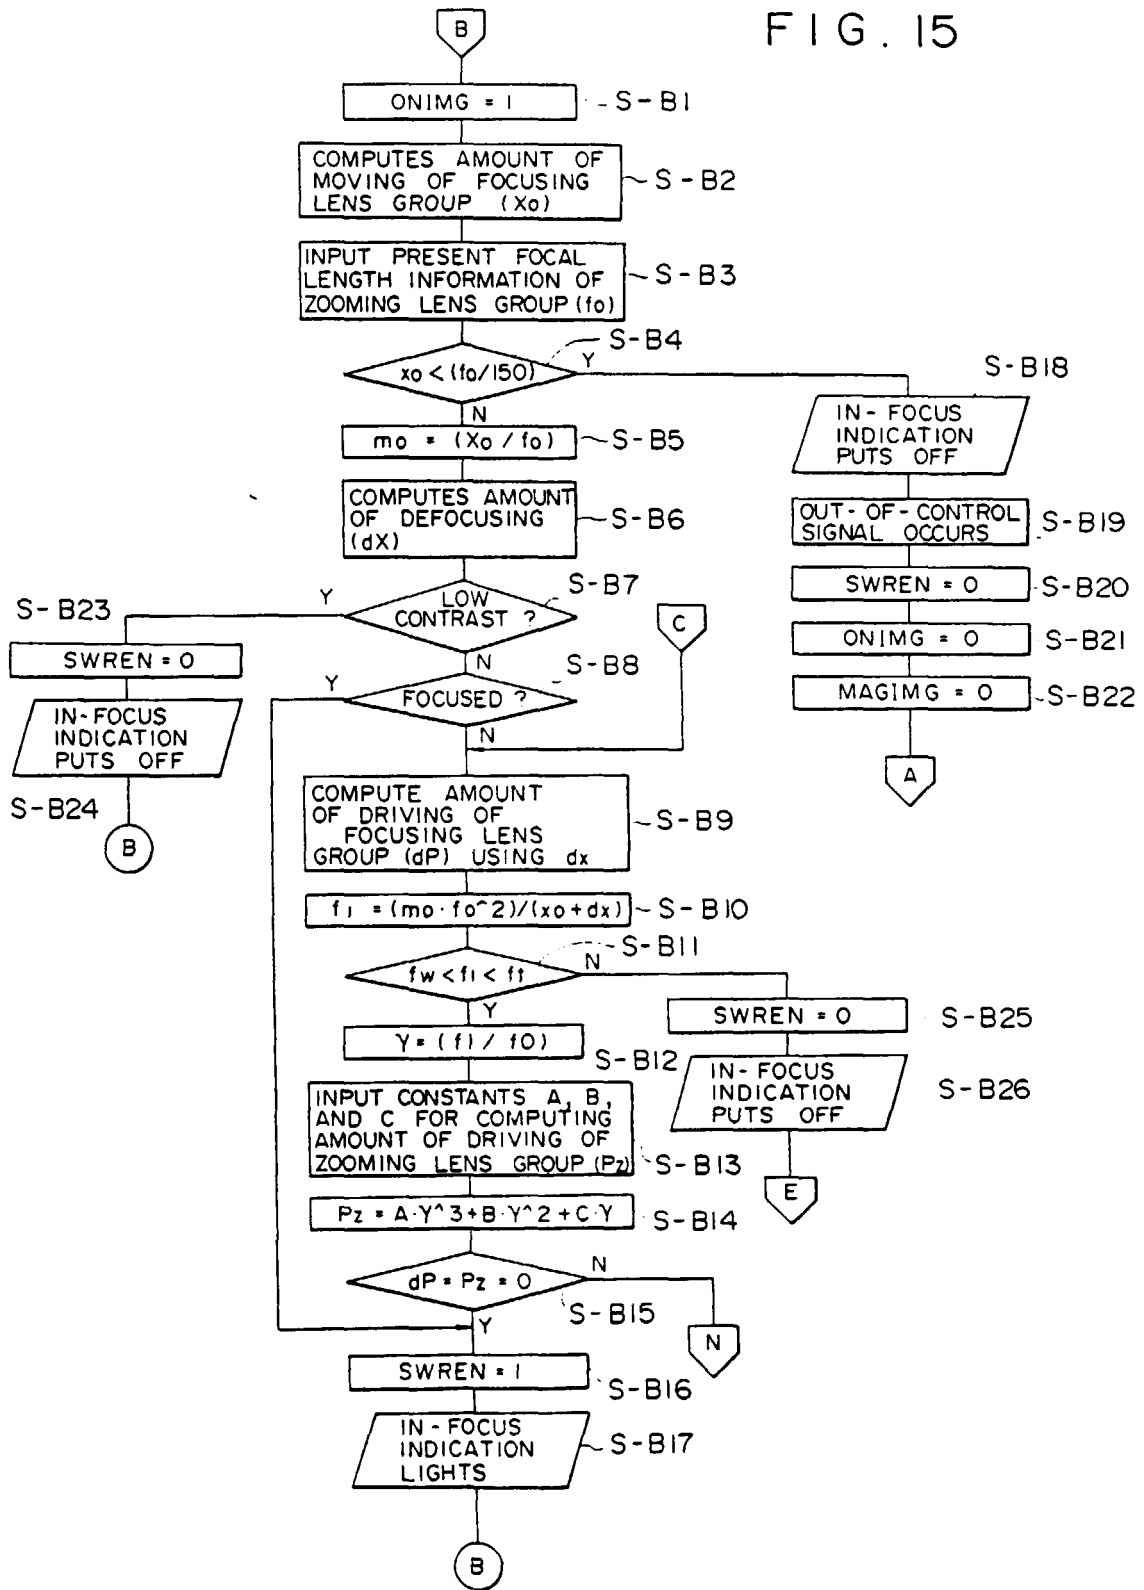 FIG. 15
B
ONIMG = 1
S-B1
COMPUTES AMOUNT OF
MOVING OF FOCUSING
LENS GROUP (Xo)
S-B2
INPUT PRESENT FOCAL
LENGTH INFORMATION OF
ZOOMING LENS GROUP (fo)
S-B3
S-B4
xo < (fo/150)
Y
N
S-B18
IN-FOCUS
INDICATION
PUTS OFF
mo = (Xo / fo)
S-B5
COMPUTES AMOUNT
OF DEFOCUSING
(dX)
S-B6
OUT-OF-CONTROL
SIGNAL OCCURS
S-B19
SWREN = 0
S-B20
ONIMG = 0
S-B21
MAGIMG = 0
S-B22
A
S-B7
LOW
CONTRAST ?
Y
N
S-B23
SWREN = 0
IN-FOCUS
INDICATION
PUTS OFF
S-B24
B
C
S-B8
FOCUSED ?
Y
N
COMPUTE AMOUNT
OF DRIVING OF
FOCUSING LENS
GROUP (dP) USING dx
S-B9
f1 = (mo·fo^2)/(xo+dx)
S-B10
S-B11
fw < f1 < ft
N
Y
SWREN = 0
S-B25
IN-FOCUS
INDICATION
PUTS OFF
S-B26
E
γ = (f1 / f0)
S-B12
INPUT CONSTANTS A, B,
AND C FOR COMPUTING
AMOUNT OF DRIVING OF
ZOOMING LENS GROUP (Pz)
S-B13
Pz = A·γ^3+B·γ^2+C·γ
S-B14
dP = Pz = 0
N
S-B15
Y
N
SWREN = 1
S-B16
IN-FOCUS
INDICATION
LIGHTS
S-B17
B